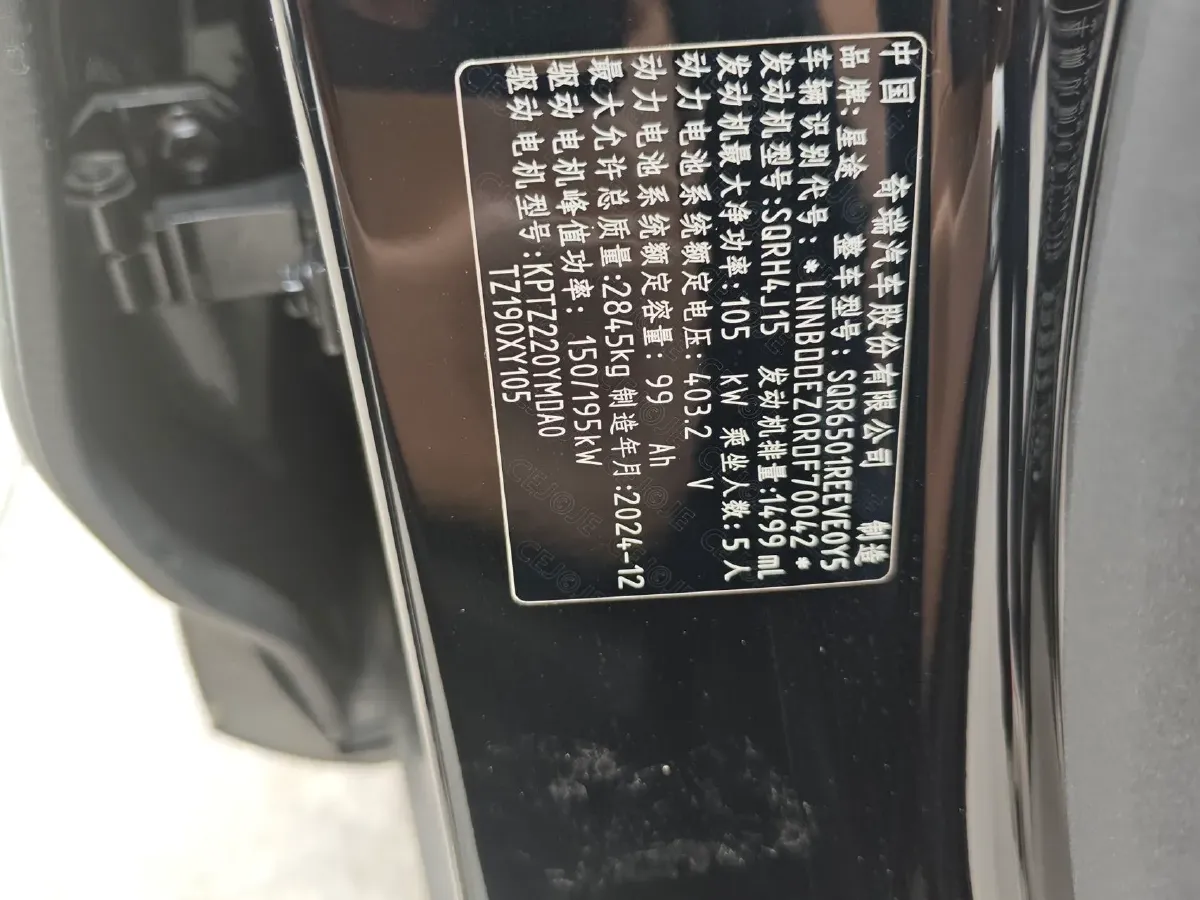 中国 奇瑞汽车股份有限公司 制造
品牌: 星途 整车型号: SQR6501REEVE0Y5
车辆识别代号: *LNNBDDEZ0RDF70042*
发动机型号:SQRH4J15 发动机排量:1499 mL
发动机最大净功率:105 kW 乘坐人数:5人
动力电池系统额定电压:403.2 V
动力电池系统额定容量: 99 Ah
最大允许总质量:2845kg 制造年月:2024-12
驱动电机峰值功率: 150/195kW
驱动电机型号:KPTZ220YMDA0
TZ190XY105